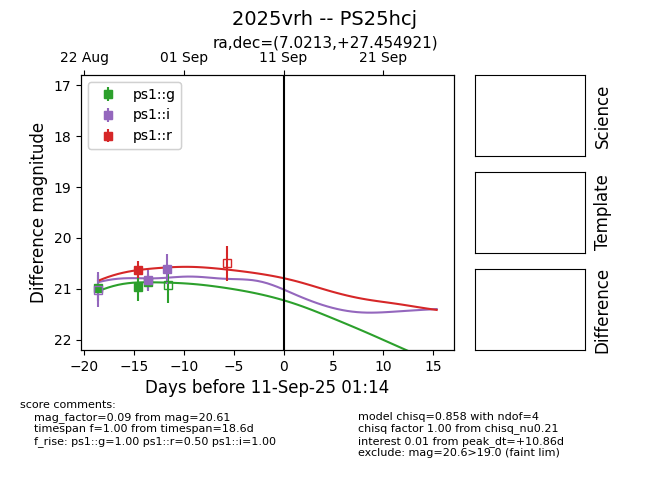 2025vrh -- PS25hcj
ra,dec=(7.0213,+27.454921)
22 Aug 01 Sep 11 Sep 21 Sep
ps1::g
ps1::i
ps1::r
17
18
19
20
21
22
Difference magnitude
−20 −15 −10 −5 0 5 10 15
Days before 11-Sep-25 01:14
Science
Template
Difference
score comments:
mag_factor=0.09 from mag=20.61
timespan f=1.00 from timespan=18.6d
f_rise: ps1::g=1.00 ps1::r=0.50 ps1::i=1.00
model chisq=0.858 with ndof=4
chisq factor 1.00 from chisq_nu0.21
interest 0.01 from peak_dt=+10.86d
exclude: mag=20.6>19.0 (faint lim)